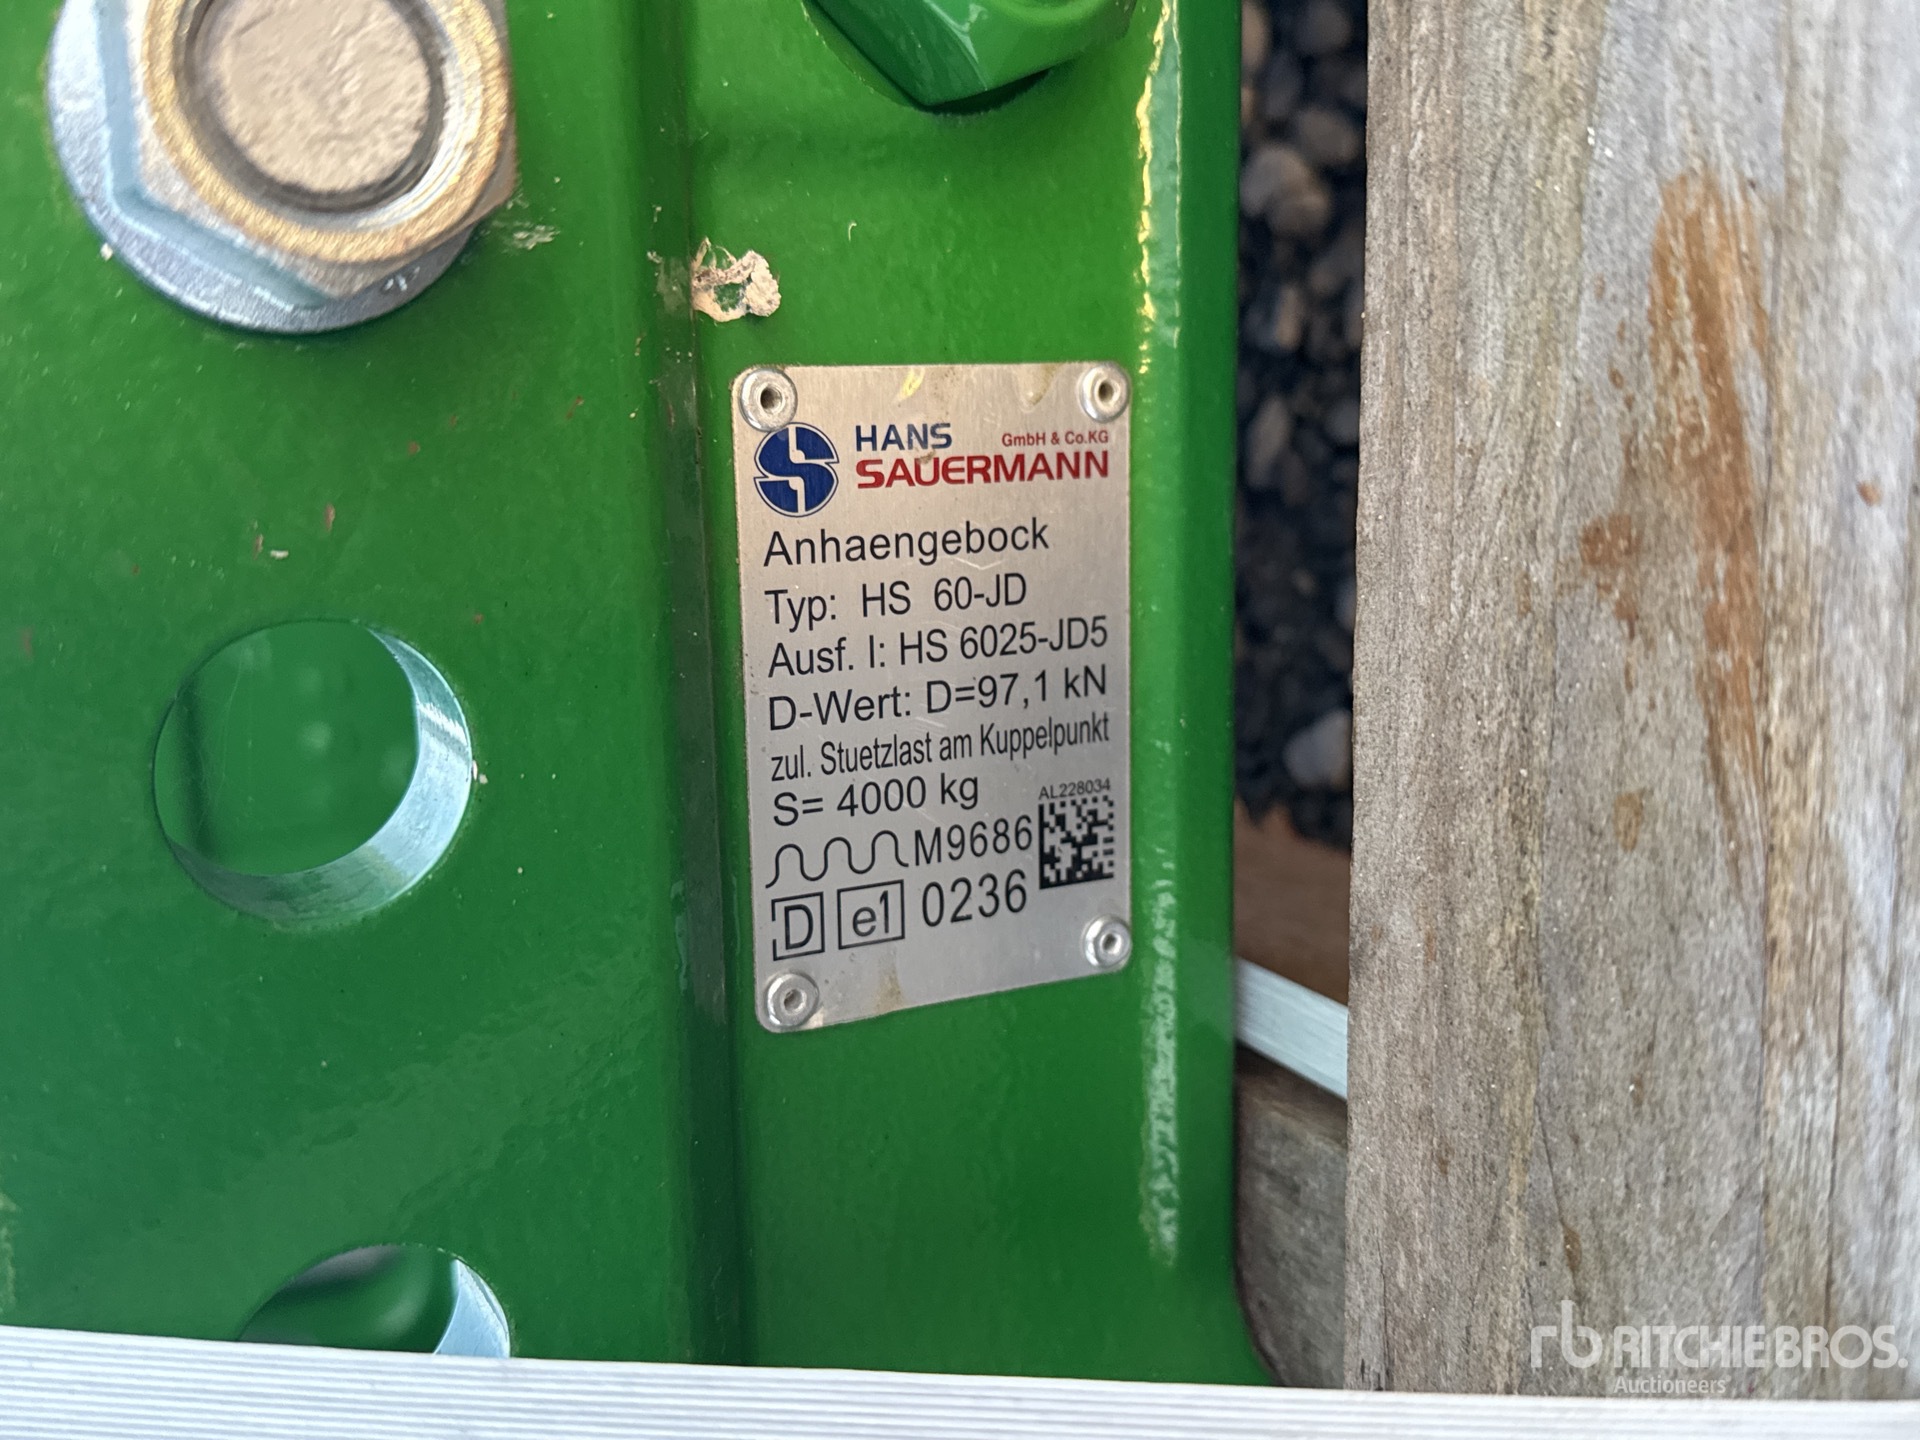 HANS GmbH & Co.KG
SAUERMANN
Anhaengebock
Typ: HS 60-JD
Ausf. I: HS 6025-JD5
D-Wert: D=97,1 kN
zul. Stuetzlast am Kuppelpunkt
S= 4000 kg AL228034
M9686
D e1 0236
rb RITCHIE BROS.
Auctioneers